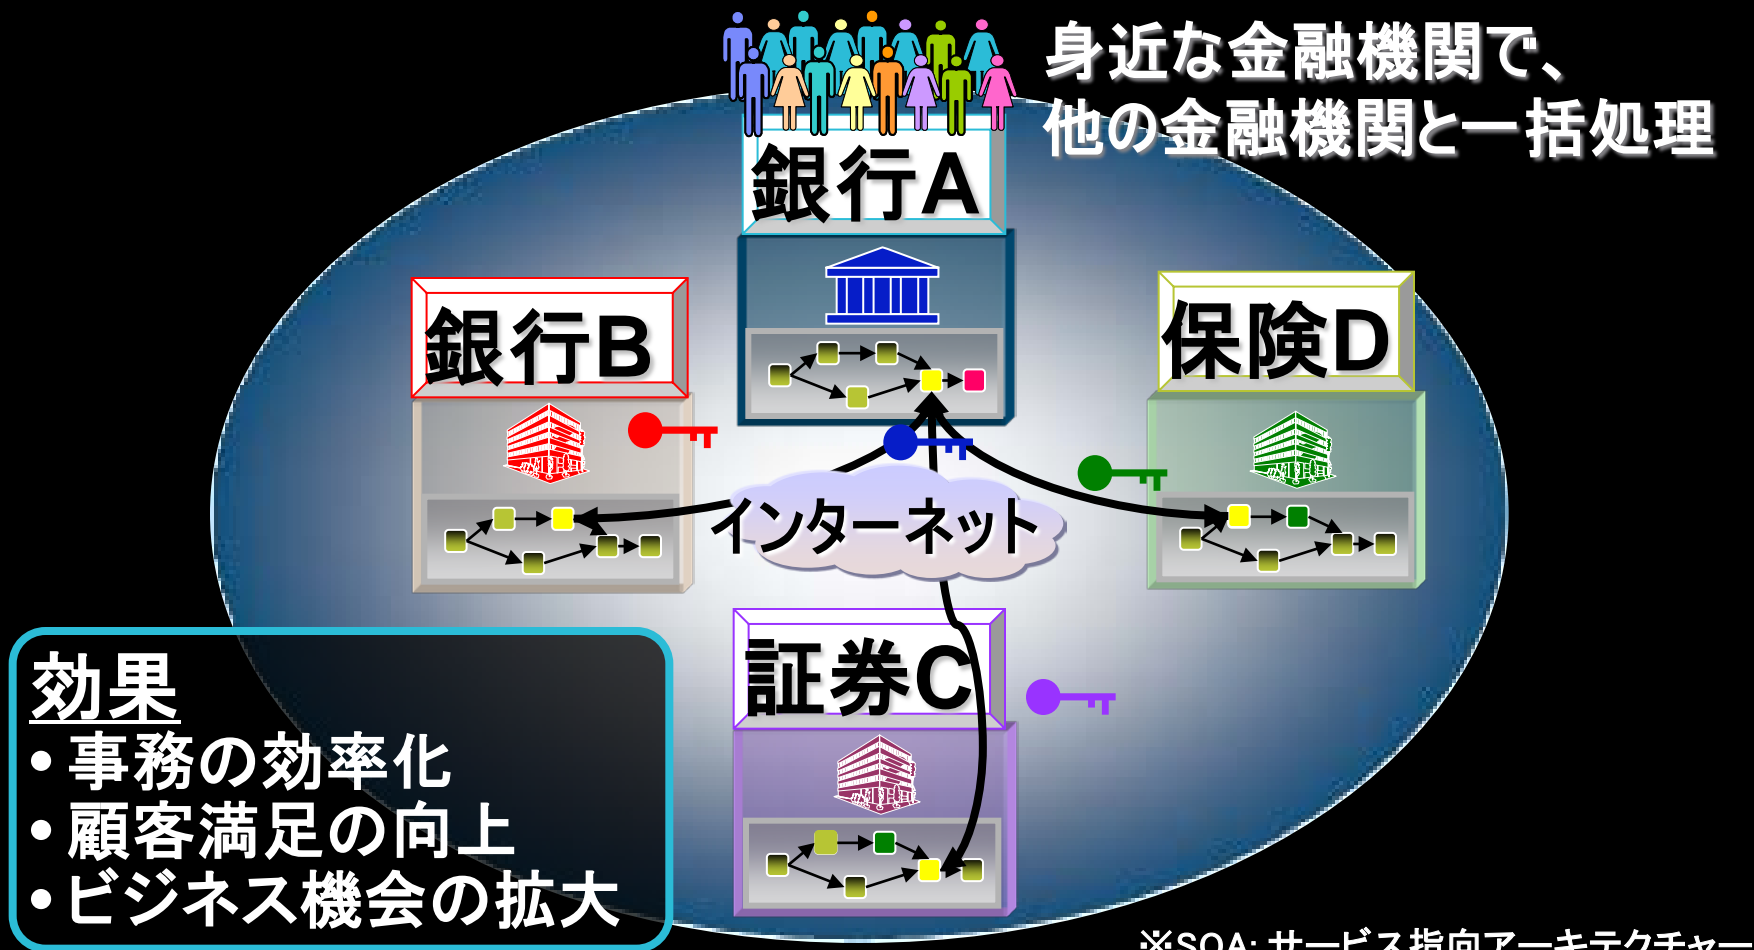 身近な金融機関で、
他の金融機関と一括処理
銀行A
銀行B
保険D
インターネット
証券C
効果
• 事務の効率化
• 顧客満足の向上
• ビジネス機会の拡大
※SOA: サービス指向アーキテクチャー